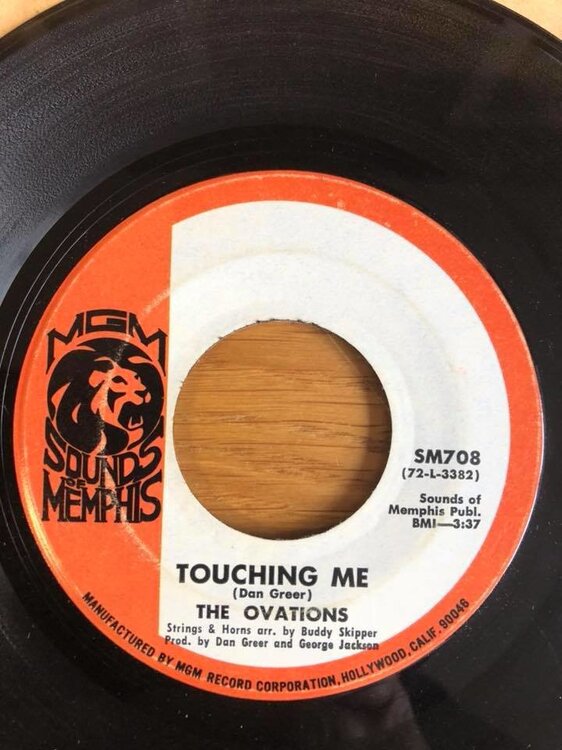 MGM
SOUNDS
OF
MEMPHIS
SM708
(72-L-3382)
Sounds of
Memphis Publ.
BMI—3:37
TOUCHING ME
(Dan Greer)
THE OVATIONS
Strings & Horns arr. by Buddy Skipper
Prod. by Dan Greer and George Jackson
MANUFACTURED BY MGM RECORD CORPORATION, HOLLYWOOD, CALIF. 90046